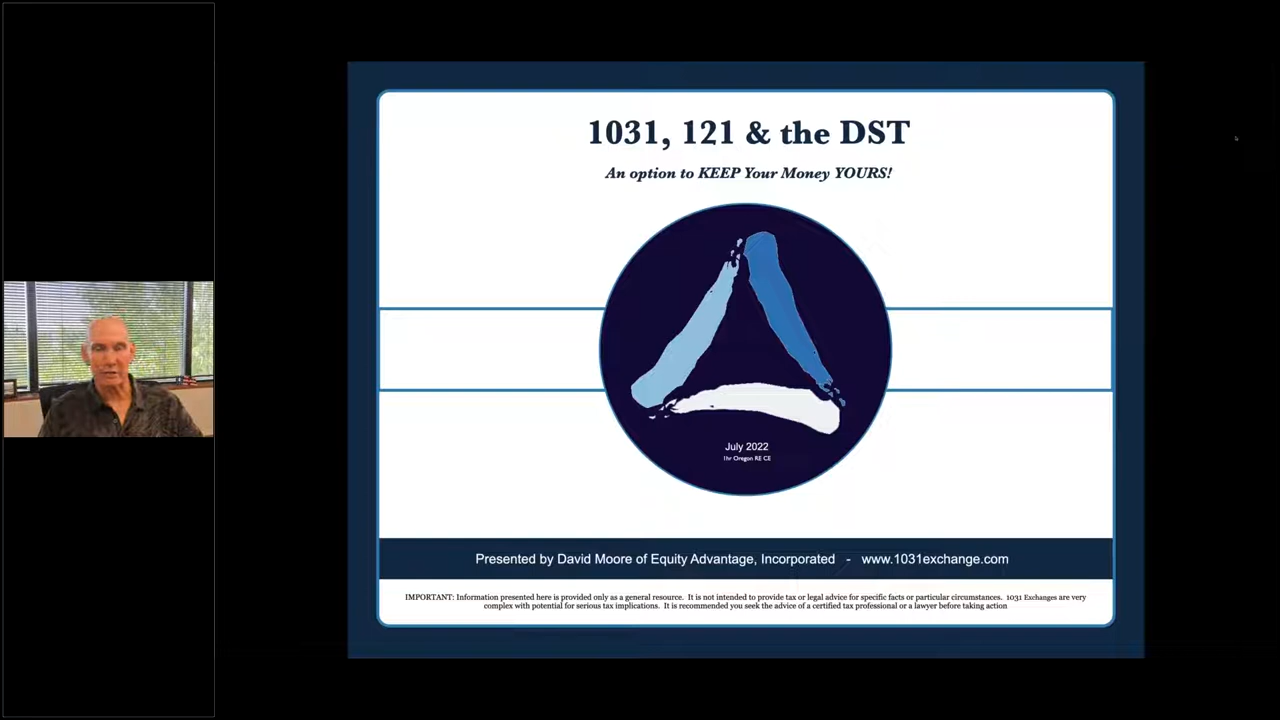 1031, 121 & the DST
An option to KEEP Your Money YOURS!
July 2022
1hr Oregon RE CE
Presented by David Moore of Equity Advantage, Incorporated - www.1031exchange.com
IMPORTANT: Information presented here is provided only as a general resource. It is not intended to provide tax or legal advice for specific facts or particular circumstances. 1031 Exchanges are very
complex with potential for serious tax implications. It is recommended you seek the advice of a certified tax professional or a lawyer before taking action